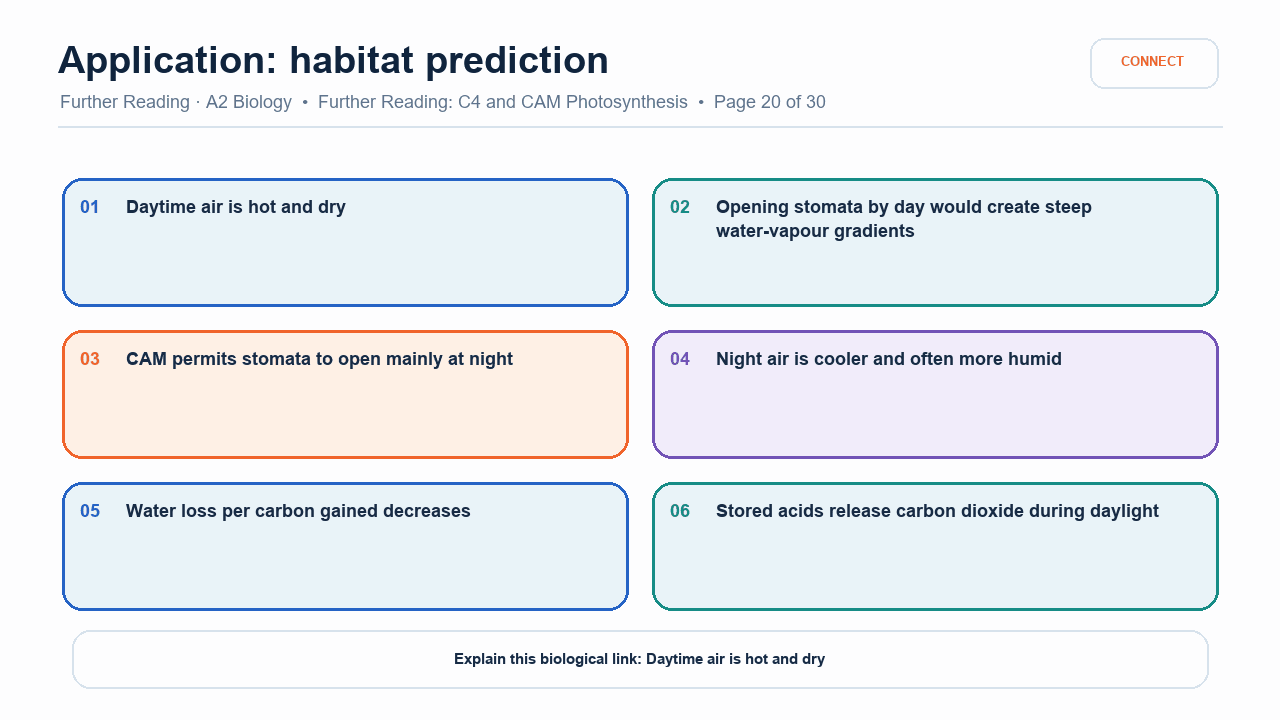 Application: habitat prediction
CONNECT
Further Reading · A2 Biology • Further Reading: C4 and CAM Photosynthesis • Page 20 of 30
01 Daytime air is hot and dry
02 Opening stomata by day would create steep
water-vapour gradients
03 CAM permits stomata to open mainly at night
04 Night air is cooler and often more humid
05 Water loss per carbon gained decreases
06 Stored acids release carbon dioxide during daylight
Explain this biological link: Daytime air is hot and dry